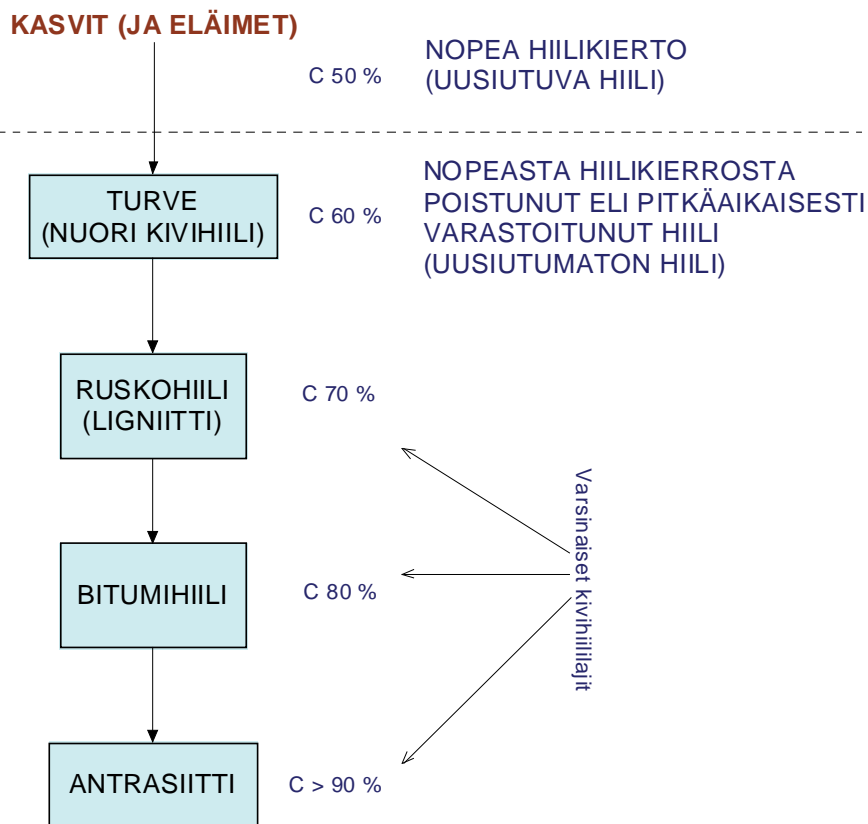 KASVIT (JA ELÄIMET)
C 50 %
NOPEA HIILIKIERTO
(UUSIUTUVA HIILI)
TURVE
(NUORI KIVIHIILI)
C 60 %
NOPEASTA HIILIKIERROSTA
POISTUNUT ELI PITKÄAIKAISESTI
VARASTOITUNUT HIILI
(UUSIUTUMATON HIILI)
RUSKOHIILI
(LIGNIITTI)
C 70 %
Varsinaiset kivihiililajit
BITUMIHIILI
C 80 %
ANTRASIITTI
C > 90 %